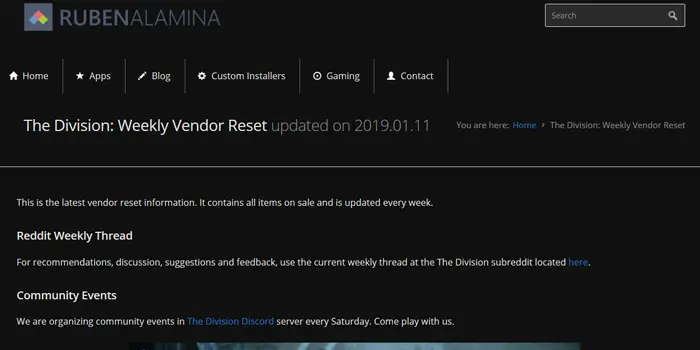 RUBENALAMINA
Search
Home Apps Blog Custom Installers Gaming Contact
The Division: Weekly Vendor Reset updated on 2019.01.11
You are here: Home > The Division: Weekly Vendor Reset
This is the latest vendor reset information. It contains all items on sale and is updated every week.
Reddit Weekly Thread
For recommendations, discussion, suggestions and feedback, use the current weekly thread at the The Division subreddit located here.
Community Events
We are organizing community events in The Division Discord server every Saturday. Come play with us.